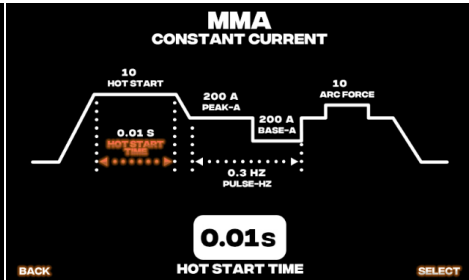 MMA
CONSTANT CURRENT
10
HOT START
200 A
PEAK-A
10
ARC FORCE
0.01 S
HOT START
TIME
200 A
BASE-A
0.3 HZ
PULSE-HZ
0.01s
HOT START TIME
BACK
SELECT